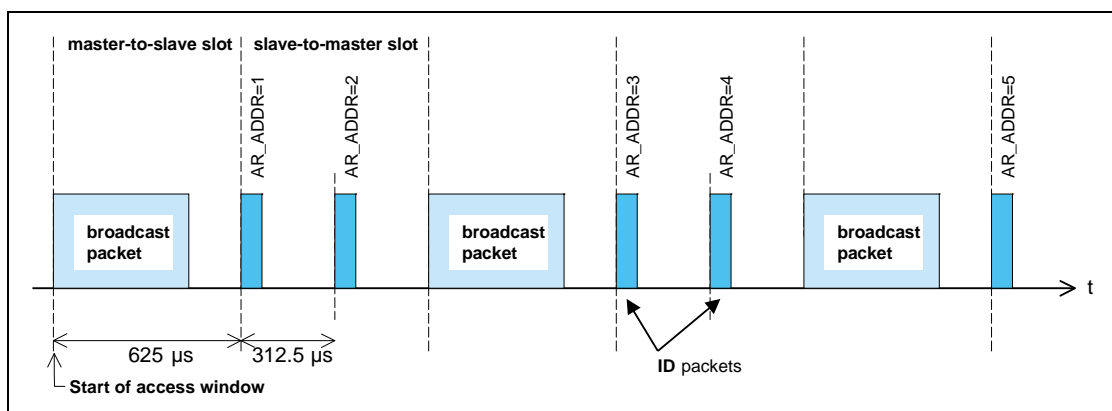 master-to-slave slot
slave-to-master slot
AR_ADDR=1
AR_ADDR=2
AR_ADDR=3
AR_ADDR=4
AR_ADDR=5
broadcast
packet
broadcast
packet
broadcast
packet
t
625 µs
312.5 µs
ID packets
Start of access window